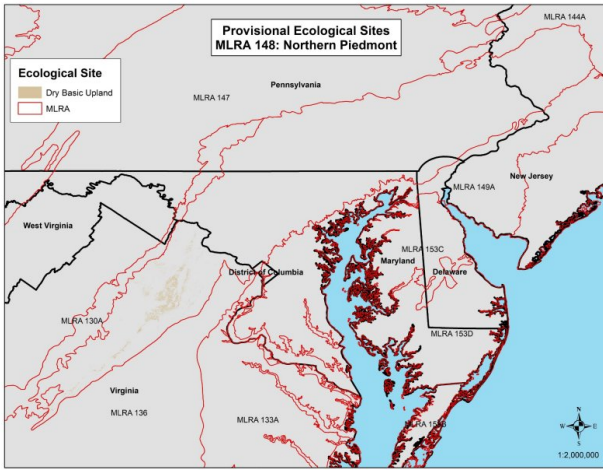 Provisional Ecological Sites
MLRA 148: Northern Piedmont
MLRA 144A
Ecological Site
Dry Basic Upland
MLRA
Pennsylvania
MLRA 147
New Jersey
MLRA 149A
West Virginia
MLRA 153C
Maryland
District of Columbia
Delaware
MLRA 130A
MLRA 153D
Virginia
MLRA 136
MLRA 133A
N
W
E
S
1:2,000,000